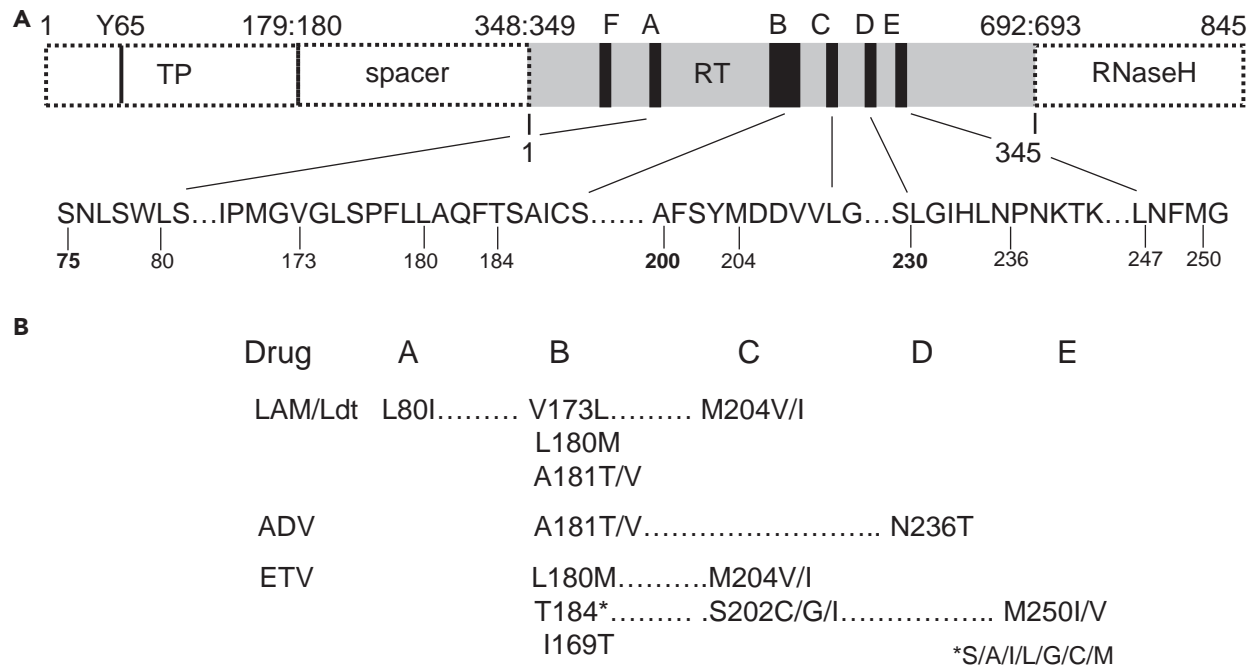 A
1 Y65 179:180 348:349 F A B C D E 692:693 845
TP spacer RT RNaseH
1 345
SNLSWLS...IPMGVGLSPFLLAQFTSAICS...... AFSYMDDVVLG...SLGIHLNPNKTK...LNFMG
75 80 173 180 184 200 204 230 236 247 250
B
Drug A B C D E
LAM/Ldt L80I......... V173L......... M204V/I
L180M
A181T/V
ADV A181T/V........................ N236T
ETV L180M.........M204V/I
T184*......... .S202C/G/I................ M250I/V
I169T
*S/A/I/L/G/C/M